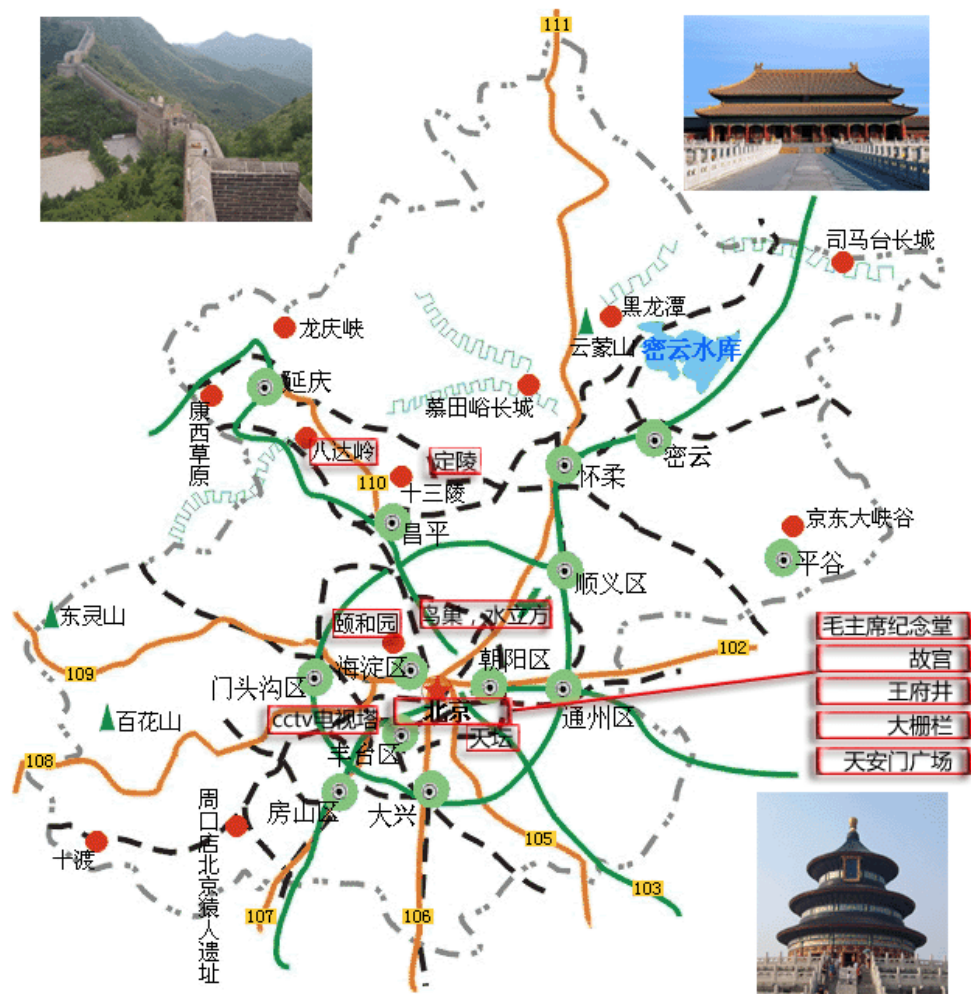 111
司马台长城
黑龙潭
龙庆峡
云蒙山
密云水库
延庆
慕田峪长城
康西草原
八达岭
定陵
密云
怀柔
110
十三陵
京东大峡谷
昌平
平谷
顺义区
东灵山
颐和园
鸟巢，水立方
毛主席纪念堂
102
朝阳区
故宫
海淀区
109
门头沟区
王府井
北京
百花山
cctv电视塔
通州区
大栅栏
天坛
丰台区
天安门广场
108
周口店北京猿人遗址
房山区
大兴
105
十渡
103
107
106